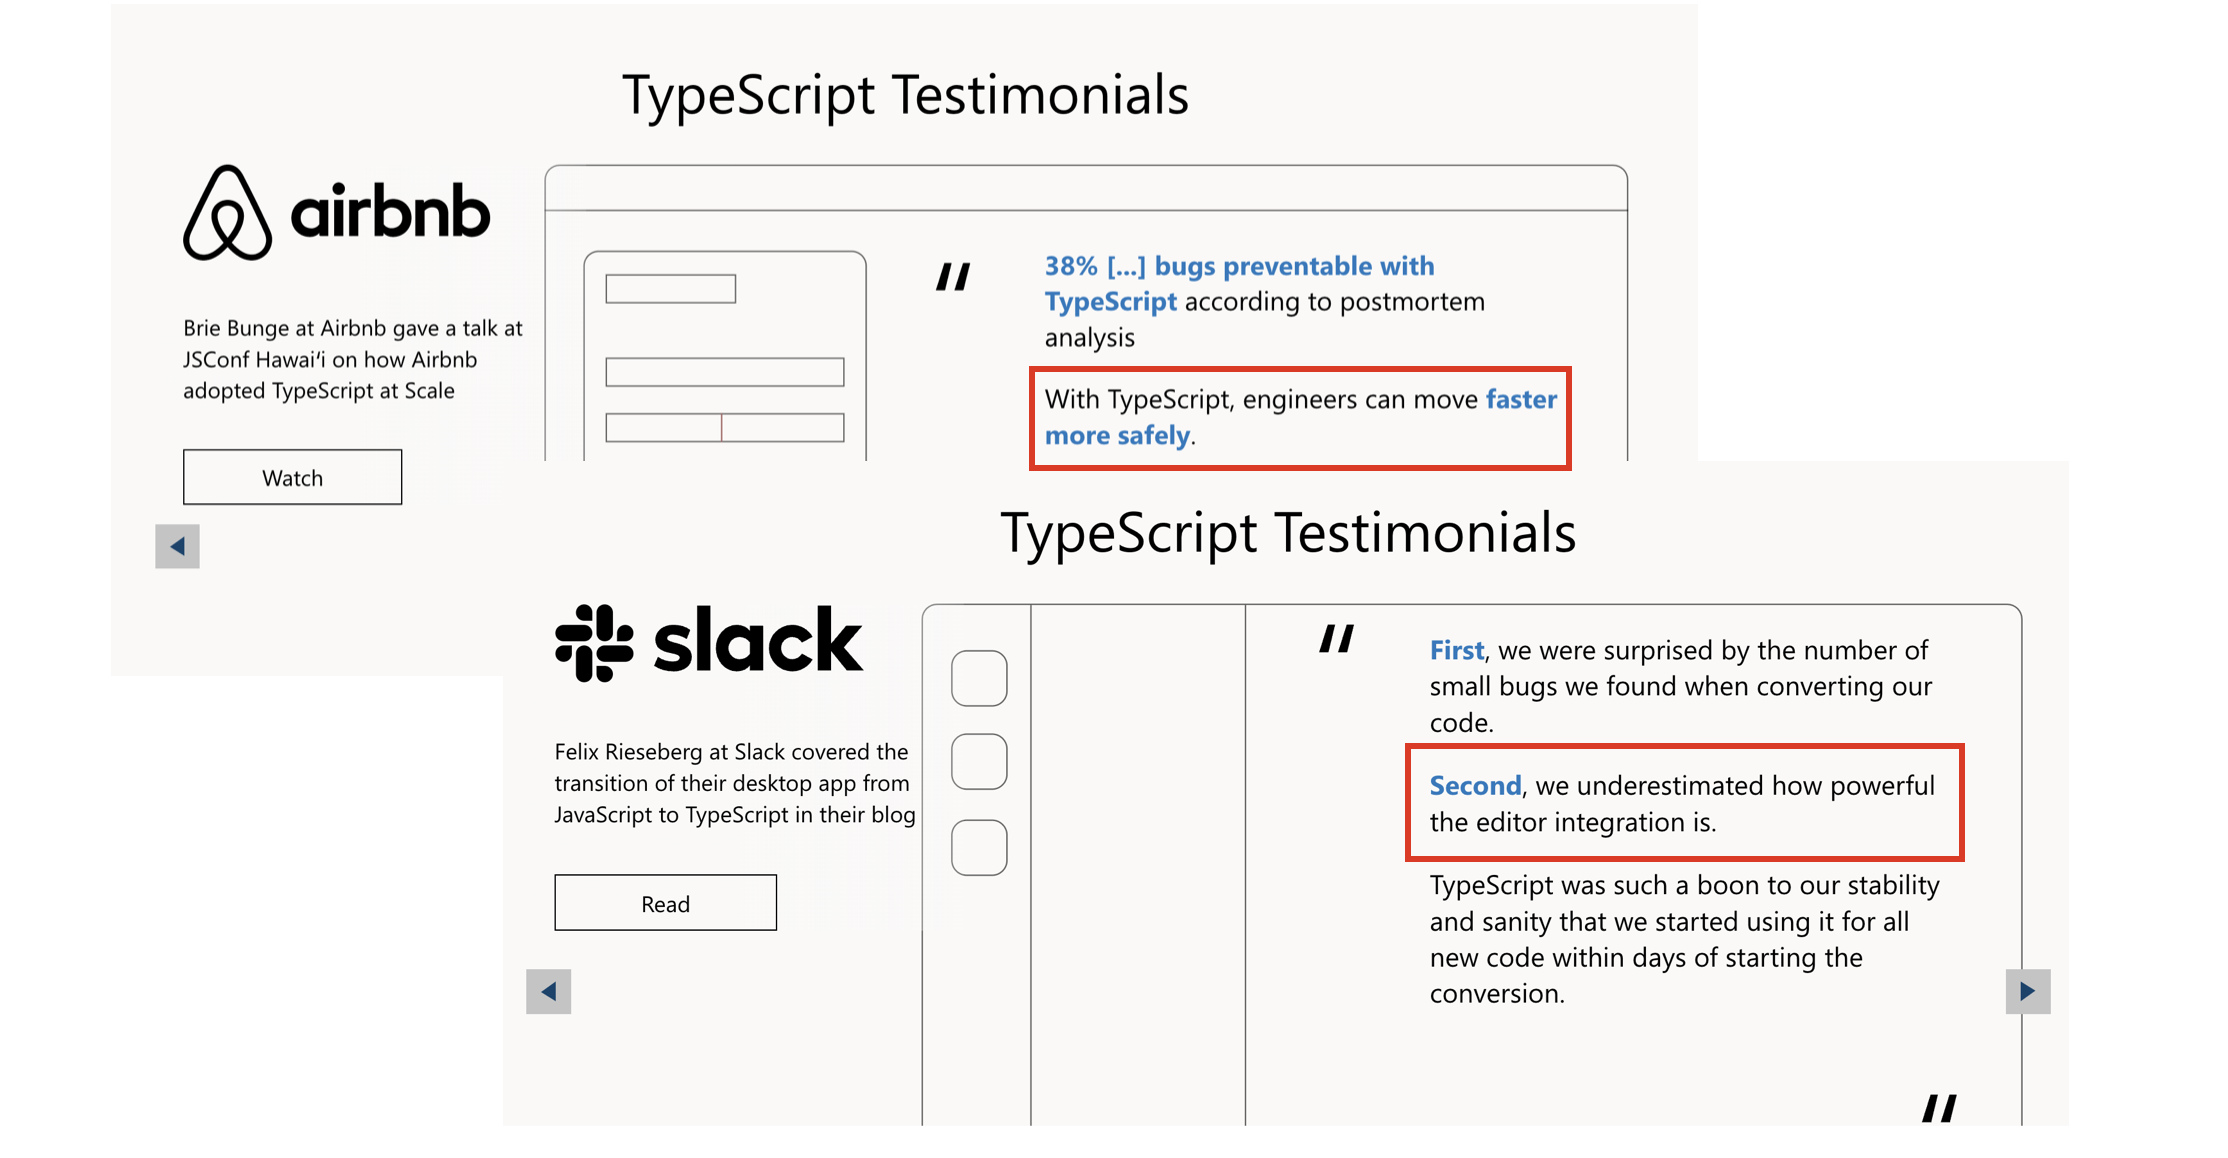 TypeScript Testimonials
airbnb
Brie Bunge at Airbnb gave a talk at
JSConf Hawaiʻi on how Airbnb
adopted TypeScript at Scale
Watch
"
38% [...] bugs preventable with
TypeScript according to postmortem
analysis
With TypeScript, engineers can move faster
more safely.
TypeScript Testimonials
slack
Felix Rieseberg at Slack covered the
transition of their desktop app from
JavaScript to TypeScript in their blog
Read
"
First, we were surprised by the number of
small bugs we found when converting our
code.
Second, we underestimated how powerful
the editor integration is.
TypeScript was such a boon to our stability
and sanity that we started using it for all
new code within days of starting the
conversion.
"